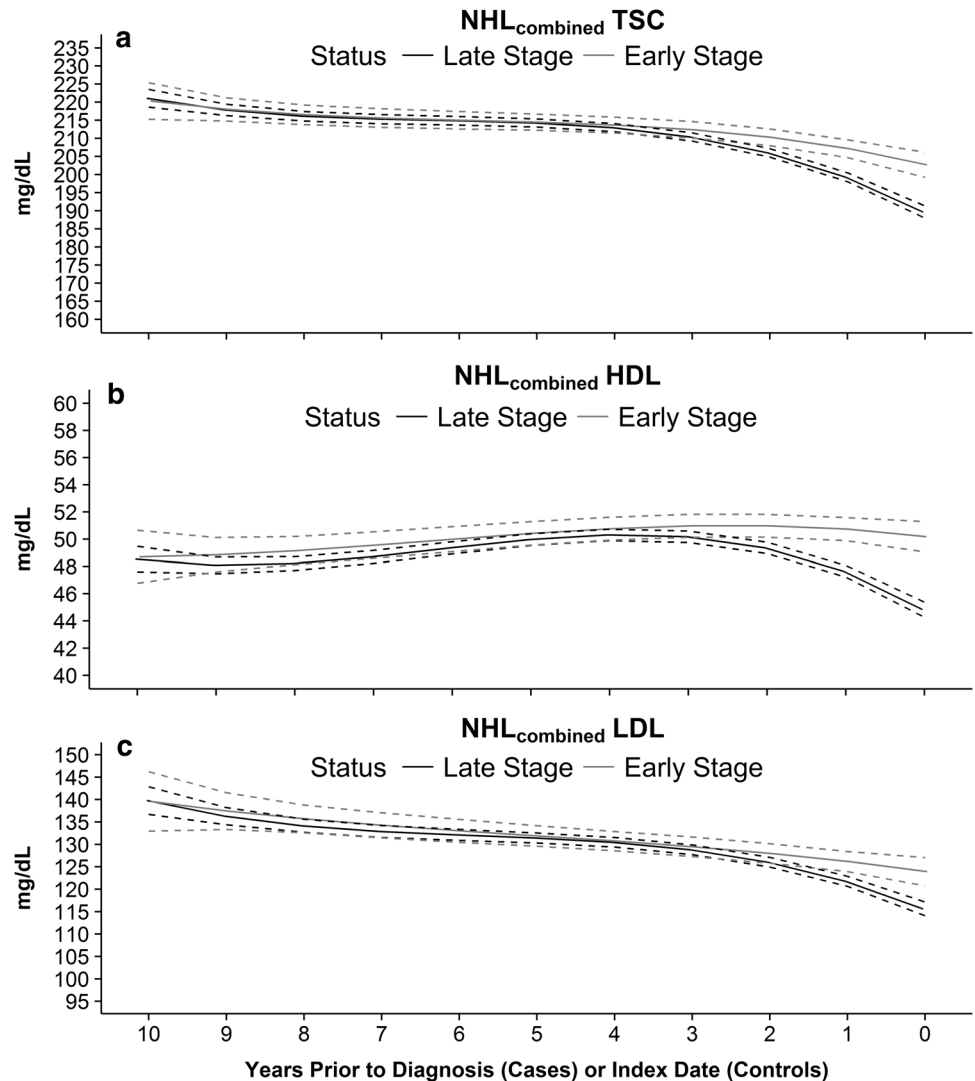 a
NHLcombined TSC
Status Late Stage Early Stage
mg/dL
235
230
225
220
215
210
205
200
195
190
185
180
175
170
165
160
b
NHLcombined HDL
Status Late Stage Early Stage
mg/dL
60
58
56
54
52
50
48
46
44
42
40
c
NHLcombined LDL
Status Late Stage Early Stage
mg/dL
150
145
140
135
130
125
120
115
110
105
100
95
10 9 8 7 6 5 4 3 2 1 0
Years Prior to Diagnosis (Cases) or Index Date (Controls)